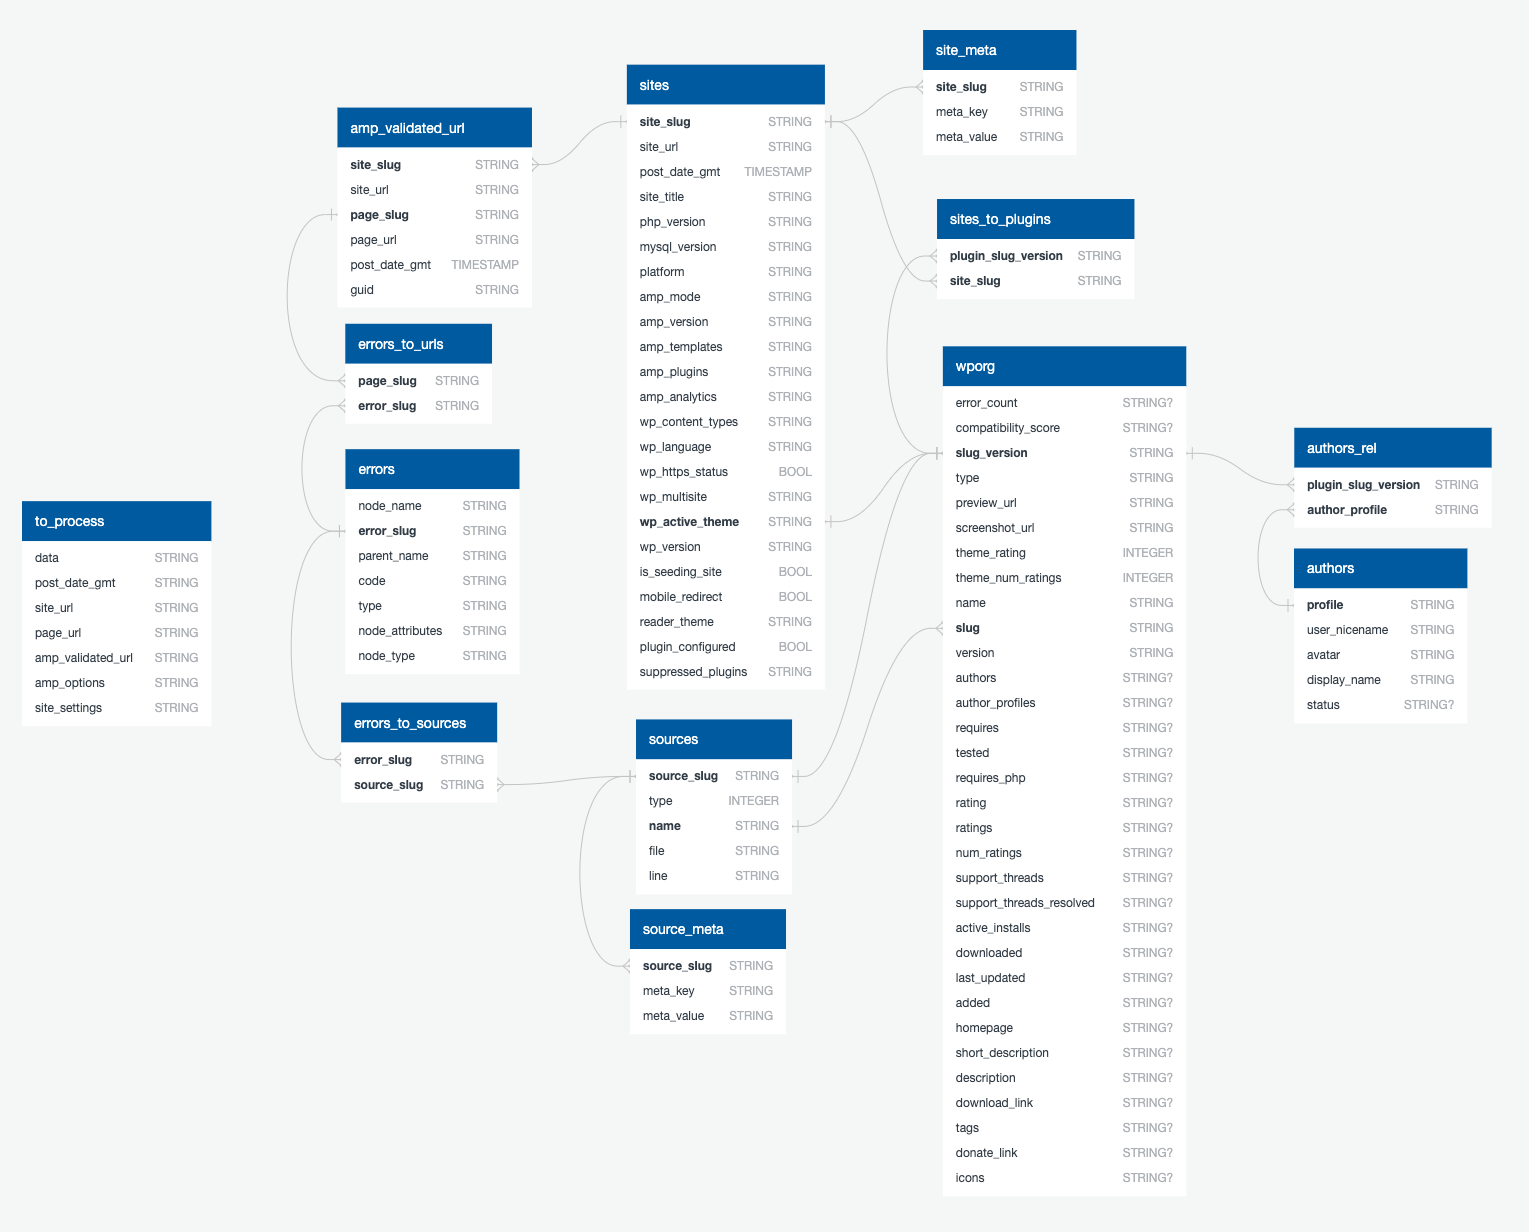 to_process
data STRING
post_date_gmt STRING
site_url STRING
page_url STRING
amp_validated_url STRING
amp_options STRING
site_settings STRING
amp_validated_url
site_slug STRING
site_url STRING
page_slug STRING
page_url STRING
post_date_gmt TIMESTAMP
guid STRING
errors_to_urls
page_slug STRING
error_slug STRING
errors
node_name STRING
error_slug STRING
parent_name STRING
code STRING
type STRING
node_attributes STRING
node_type STRING
errors_to_sources
error_slug STRING
source_slug STRING
sites
site_slug STRING
site_url STRING
post_date_gmt TIMESTAMP
site_title STRING
php_version STRING
mysql_version STRING
platform STRING
amp_mode STRING
amp_version STRING
amp_templates STRING
amp_plugins STRING
amp_analytics STRING
wp_content_types STRING
wp_language STRING
wp_https_status BOOL
wp_multisite STRING
wp_active_theme STRING
wp_version STRING
is_seeding_site BOOL
mobile_redirect BOOL
reader_theme STRING
plugin_configured BOOL
suppressed_plugins STRING
sources
source_slug STRING
type INTEGER
name STRING
file STRING
line STRING
source_meta
source_slug STRING
meta_key STRING
meta_value STRING
site_meta
site_slug STRING
meta_key STRING
meta_value STRING
sites_to_plugins
plugin_slug_version STRING
site_slug STRING
wporg
error_count STRING?
compatibility_score STRING?
slug_version STRING
type STRING
preview_url STRING
screenshot_url STRING
theme_rating INTEGER
theme_num_ratings INTEGER
name STRING
slug STRING
version STRING
authors STRING?
author_profiles STRING?
requires STRING?
tested STRING?
requires_php STRING?
rating STRING?
ratings STRING?
num_ratings STRING?
support_threads STRING?
support_threads_resolved STRING?
active_installs STRING?
downloaded STRING?
last_updated STRING?
added STRING?
homepage STRING?
short_description STRING?
description STRING?
download_link STRING?
tags STRING?
donate_link STRING?
icons STRING?
authors_rel
plugin_slug_version STRING
author_profile STRING
authors
profile STRING
user_nicename STRING
avatar STRING
display_name STRING
status STRING?